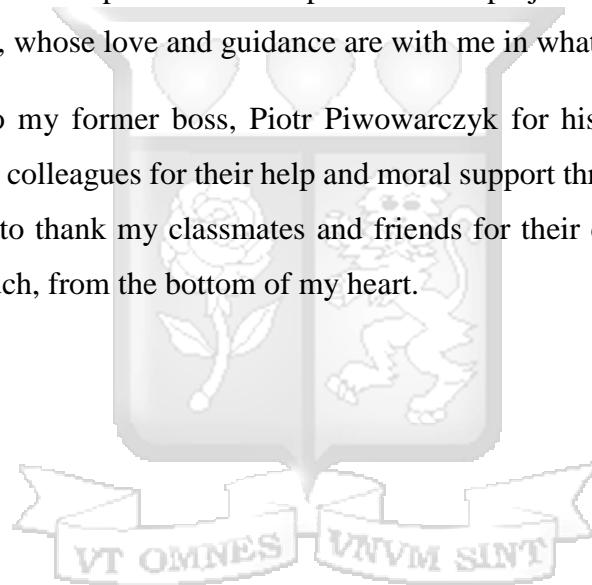 , whose love and guidance are with me in what
my former boss, Piotr Piwowarczyk for his
colleagues for their help and moral support
to thank my classmates and friends for their
from the bottom of my heart.
VT OMNES VNVM SINT